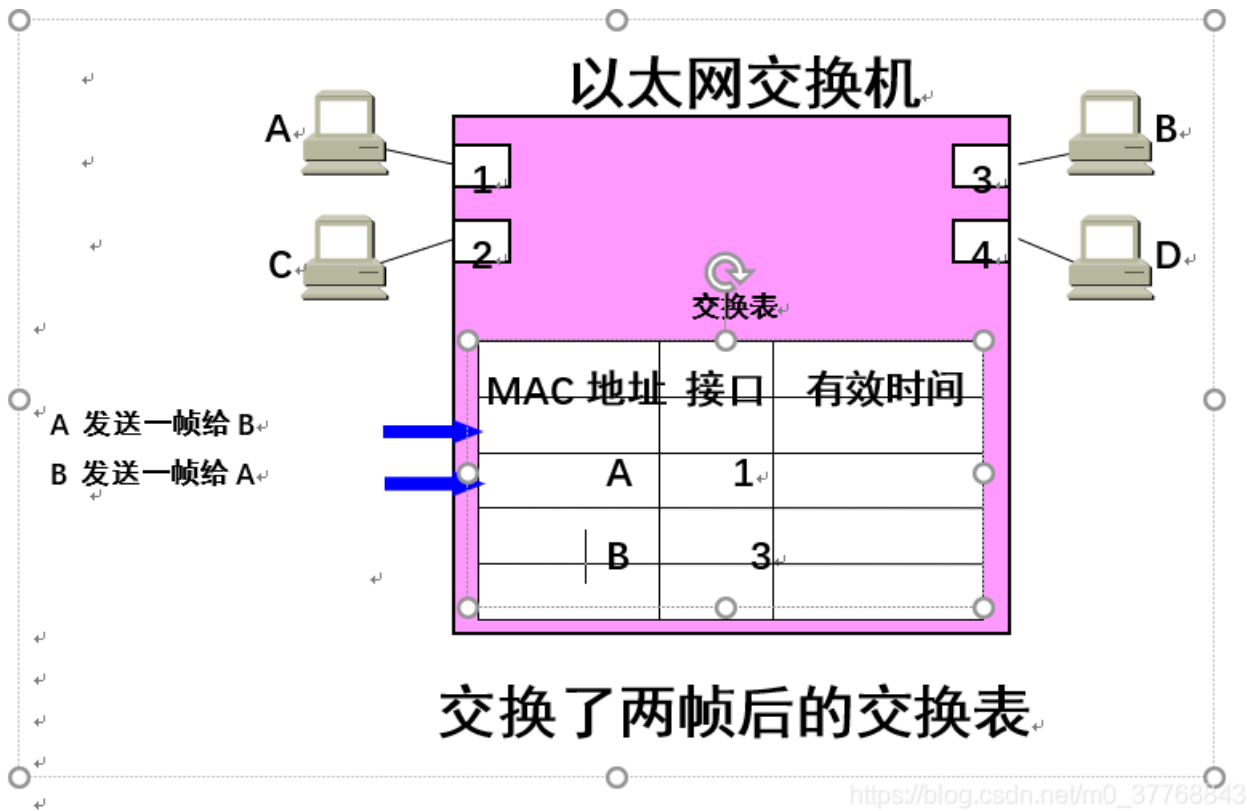 以太网交换机
A
B
1
3
C
2
4
D
交换表
MAC 地址 接口 有效时间
A 发送一帧给 B
B 发送一帧给 A
A 1
B 3
交换了两帧后的交换表
https://blog.csdn.net/m0_37768843